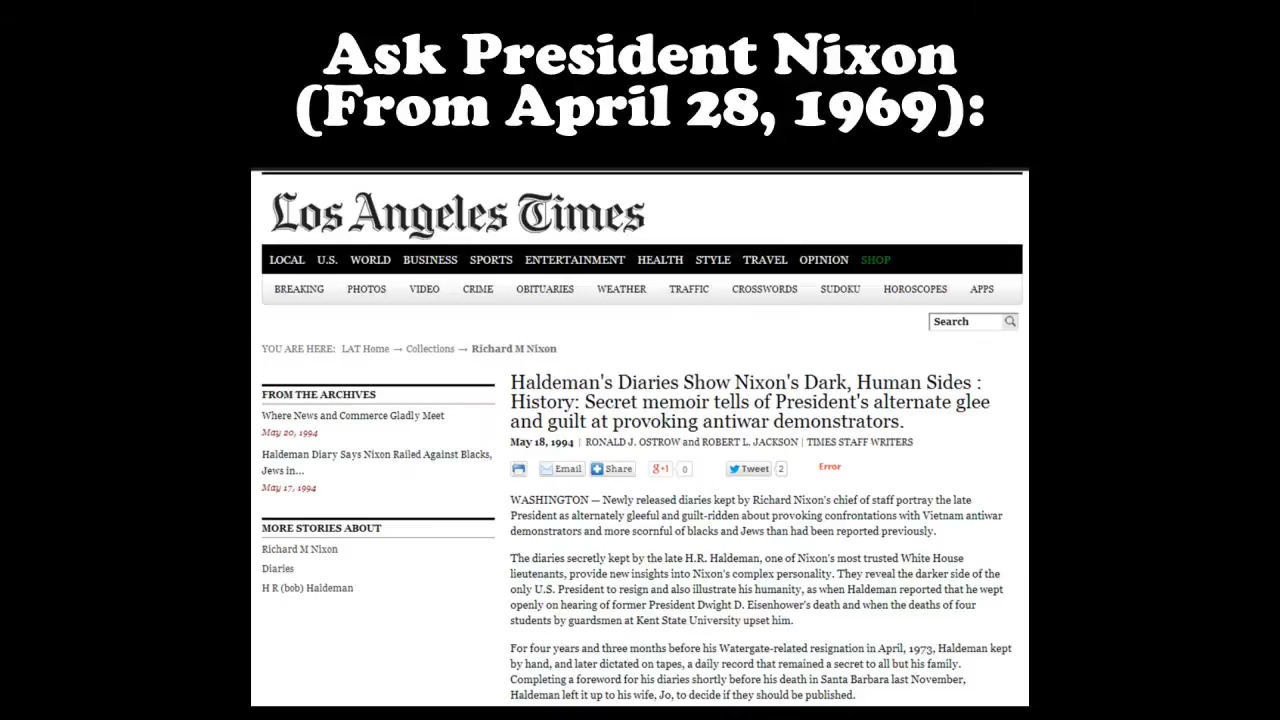 Ask President Nixon
(From April 28, 1969):
Los Angeles Times
LOCAL U.S. WORLD BUSINESS SPORTS ENTERTAINMENT HEALTH STYLE TRAVEL OPINION SHOP
BREAKING PHOTOS VIDEO CRIME OBITUARIES WEATHER TRAFFIC CROSSWORDS SUDOKU HOROSCOPES APPS
Search
YOU ARE HERE: LAT Home → Collections → Richard M Nixon
FROM THE ARCHIVES
Where News and Commerce Gladly Meet
May 20, 1994
Haldeman Diary Says Nixon Railed Against Blacks,
Jews in...
May 17, 1994
MORE STORIES ABOUT
Richard M Nixon
Diaries
H R (bob) Haldeman
Haldeman's Diaries Show Nixon's Dark, Human Sides :
History: Secret memoir tells of President's alternate glee
and guilt at provoking antiwar demonstrators.
May 18, 1994 | RONALD J. OSTROW and ROBERT L. JACKSON | TIMES STAFF WRITERS
Email Share g+1 0 Tweet 2 Error
WASHINGTON — Newly released diaries kept by Richard Nixon's chief of staff portray the late
President as alternately gleeful and guilt-ridden about provoking confrontations with Vietnam antiwar
demonstrators and more scornful of blacks and Jews than had been reported previously.
The diaries secretly kept by the late H.R. Haldeman, one of Nixon's most trusted White House
lieutenants, provide new insights into Nixon's complex personality. They reveal the darker side of the
only U.S. President to resign and also illustrate his humanity, as when Haldeman reported that he wept
openly on hearing of former President Dwight D. Eisenhower's death and when the deaths of four
students by guardsmen at Kent State University upset him.
For four years and three months before his Watergate-related resignation in April, 1973, Haldeman kept
by hand, and later dictated on tapes, a daily record that remained a secret to all but his family.
Completing a foreword for his diaries shortly before his death in Santa Barbara last November,
Haldeman left it up to his wife, Jo, to decide if they should be published.